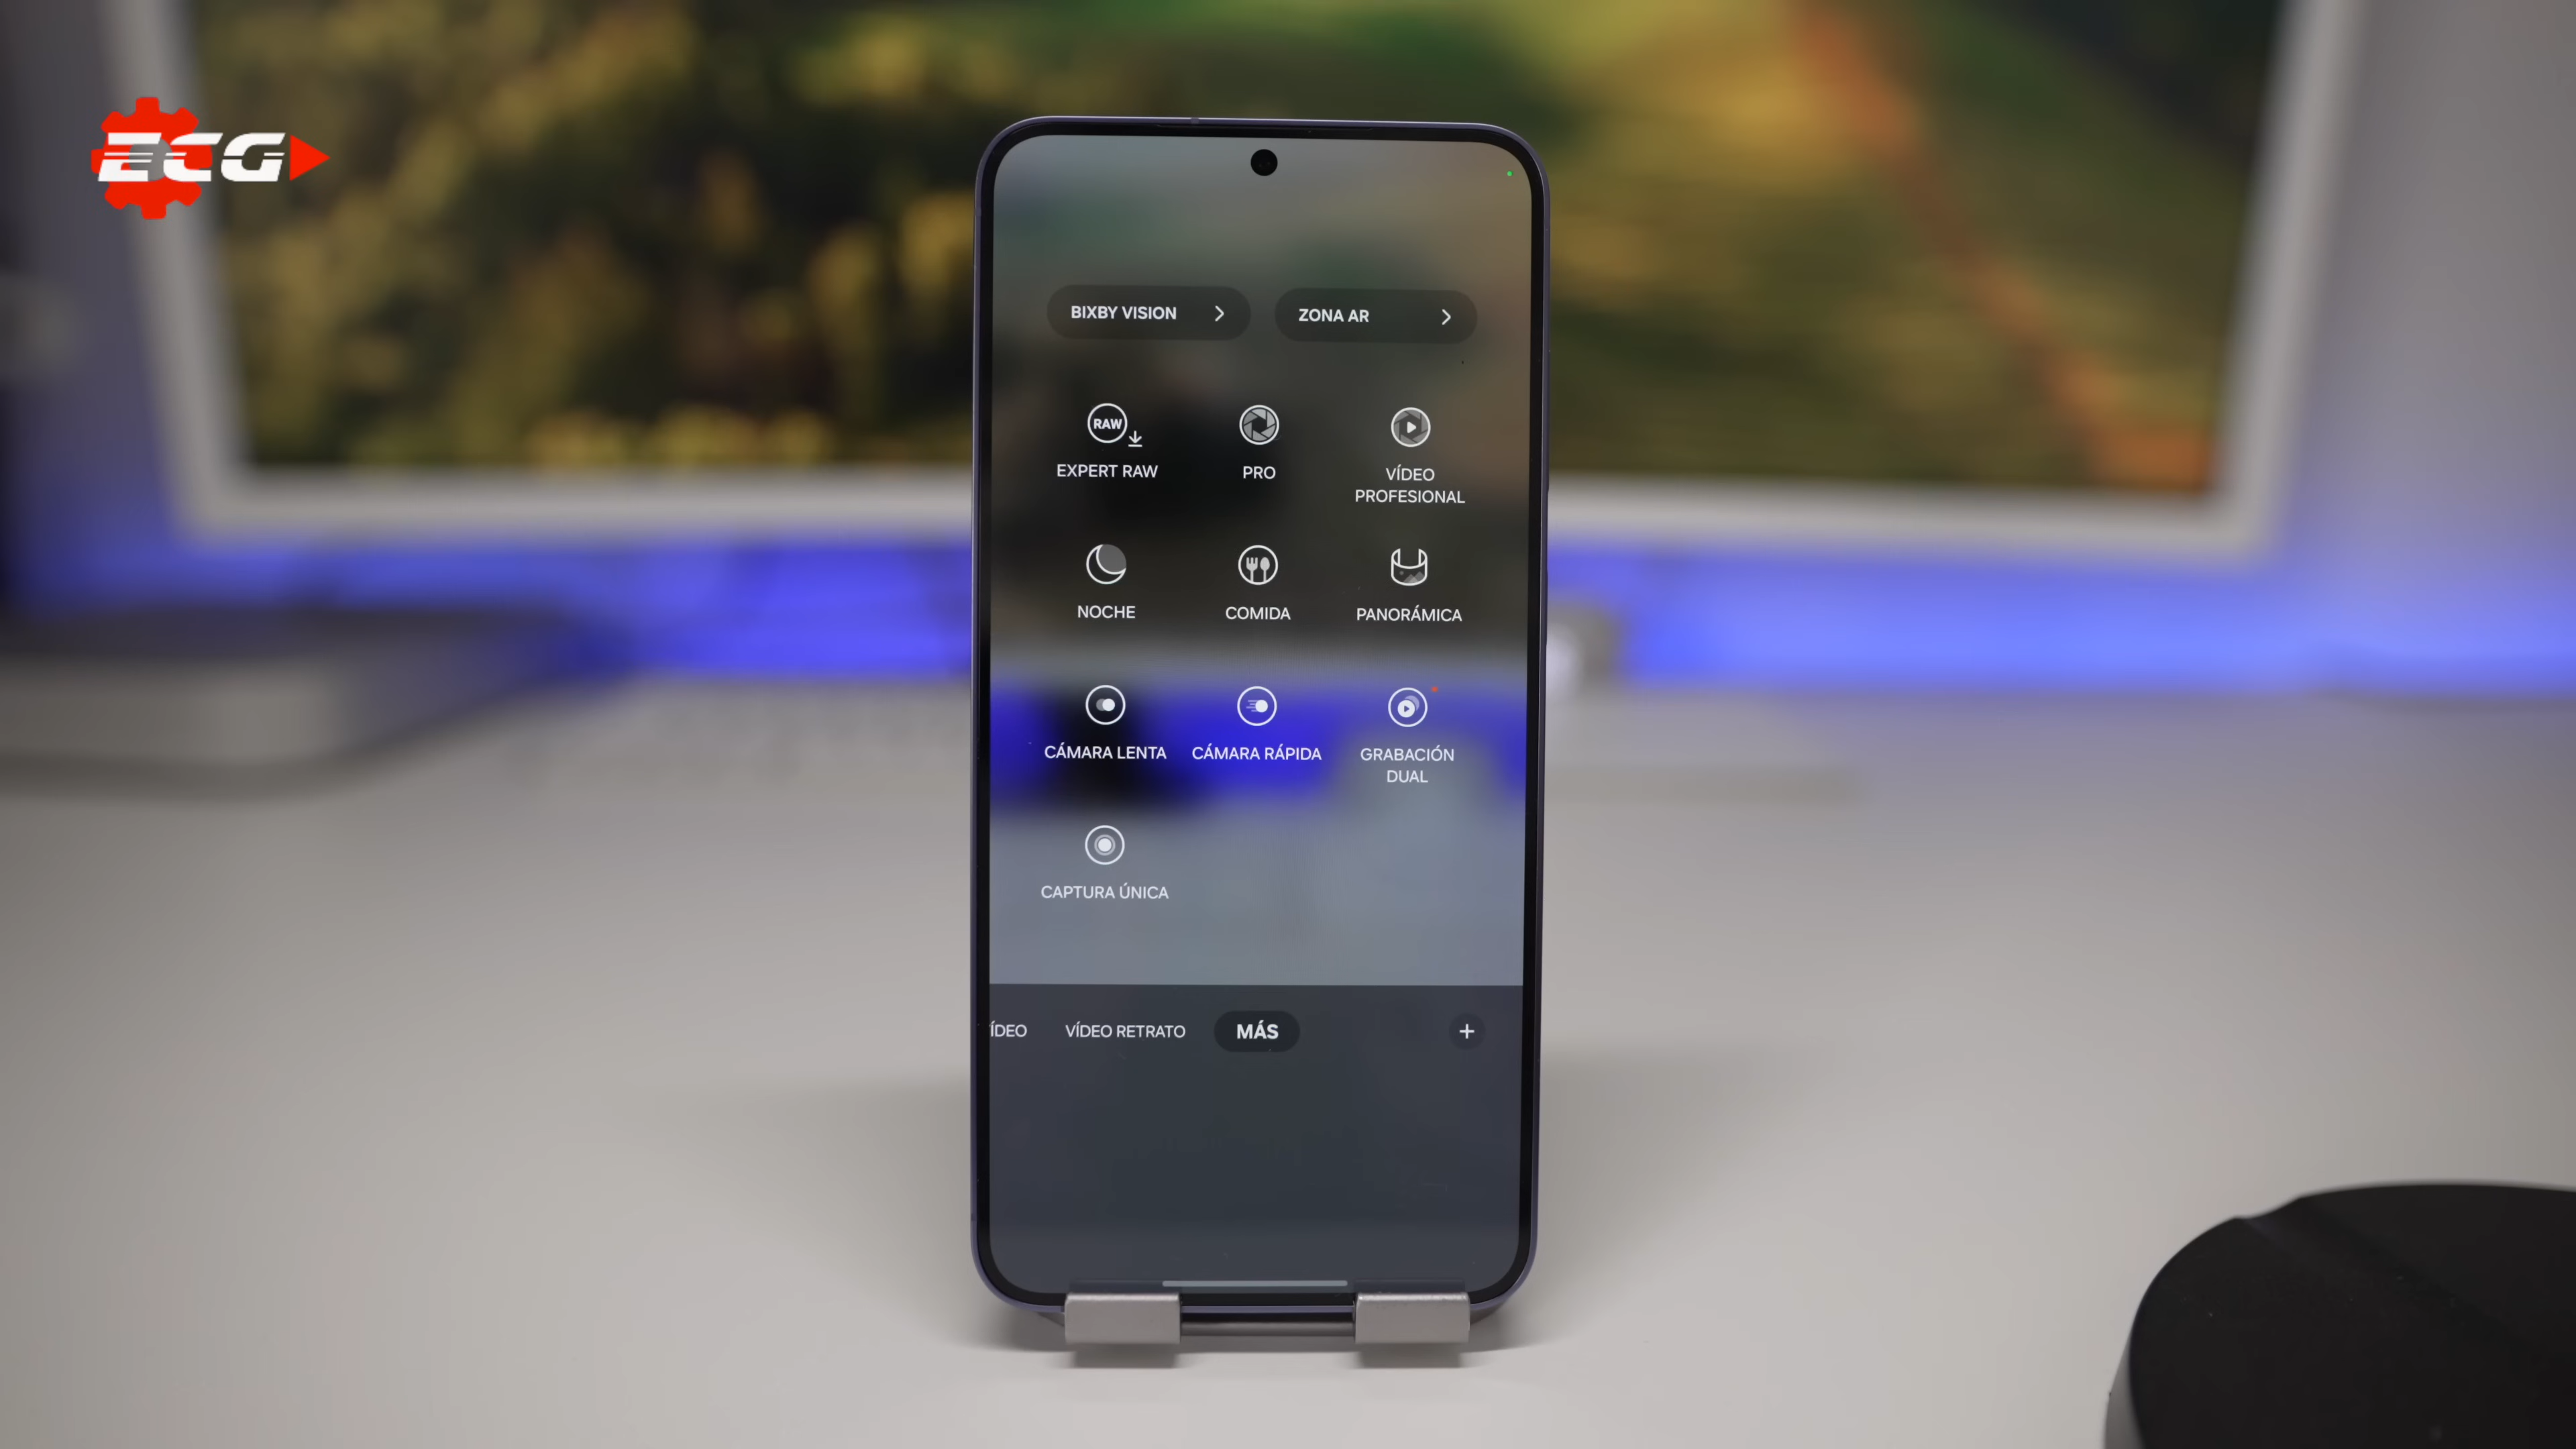 ECG
BIXBY VISION
ZONA AR
RAW
EXPERT RAW
PRO
VÍDEO
PROFESIONAL
NOCHE
COMIDA
PANORÁMICA
CÁMARA LENTA
CÁMARA RÁPIDA
GRABACIÓN
DUAL
CAPTURA ÚNICA
ÍDEO
VÍDEO RETRATO
MÁS
+